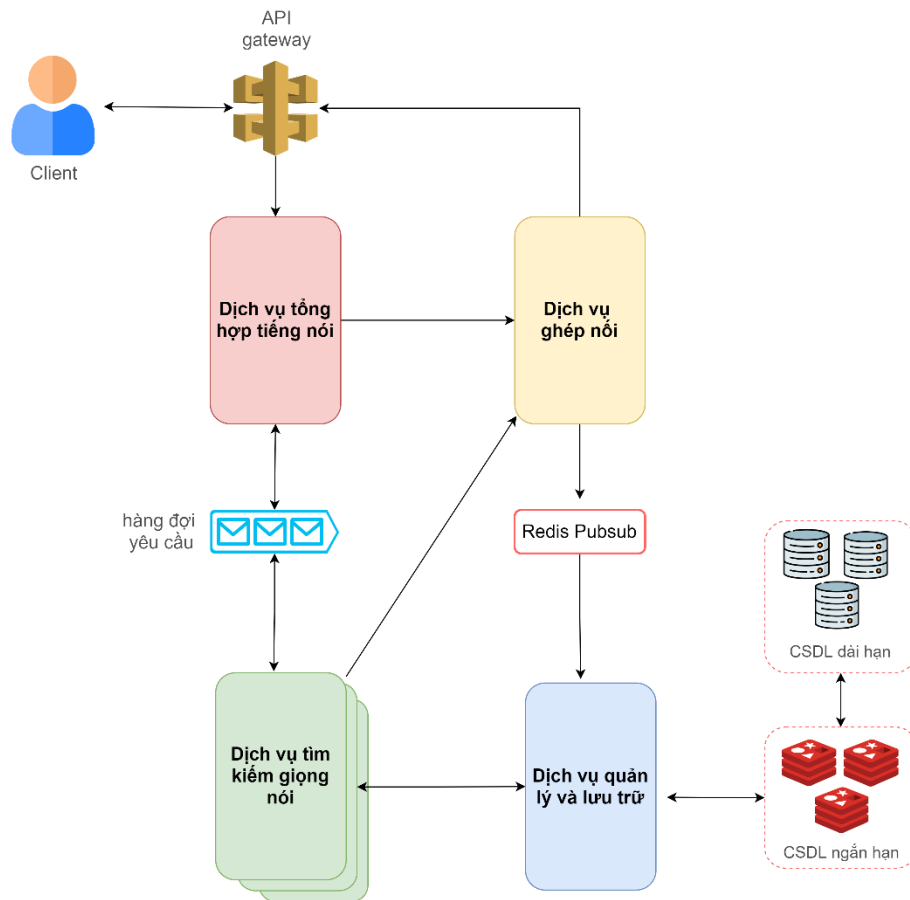 API
gateway
Client
Dịch vụ tổng
hợp tiếng nói
Dịch vụ
ghép nối
hàng đợi
yêu cầu
Redis Pubsub
CSDL dài hạn
Dịch vụ tìm
kiếm giọng
nói
Dịch vụ quản
lý và lưu trữ
CSDL ngắn hạn